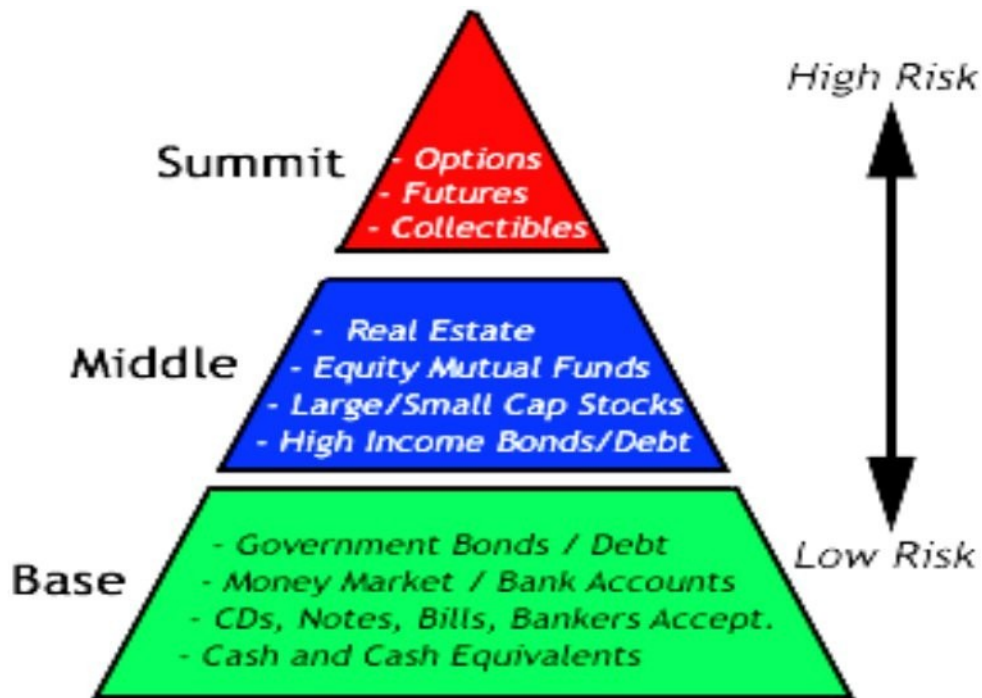 High Risk
Summit
- Options
- Futures
- Collectibles
Middle
- Real Estate
- Equity Mutual Funds
- Large/Small Cap Stocks
- High Income Bonds/Debt
Low Risk
Base
- Government Bonds / Debt
- Money Market / Bank Accounts
- CDs, Notes, Bills, Bankers Accept.
- Cash and Cash Equivalents